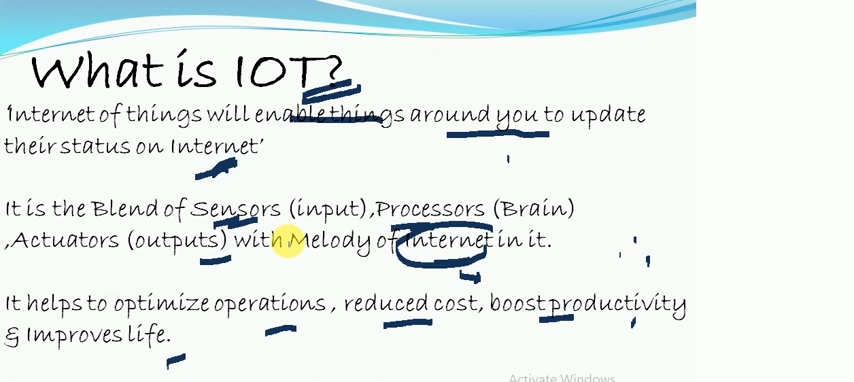 What is IOT?
'Internet of things will enable things around you to update
their status on Internet'
It is the Blend of Sensors (input),Processors (Brain)
,Actuators (outputs) with Melody of Internet in it.
It helps to optimize operations , reduced cost, boost productivity
& Improves life.
Activate Windows